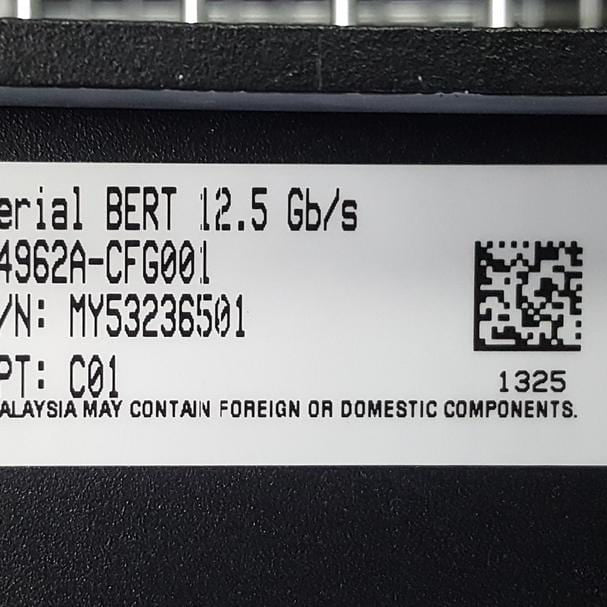 erial BERT 12.5 Gb/s
4962A-CFG001
/N: MY53236501
PT: C01
1325
ALAYSIA MAY CONTAIN FOREIGN OR DOMESTIC COMPONENTS.